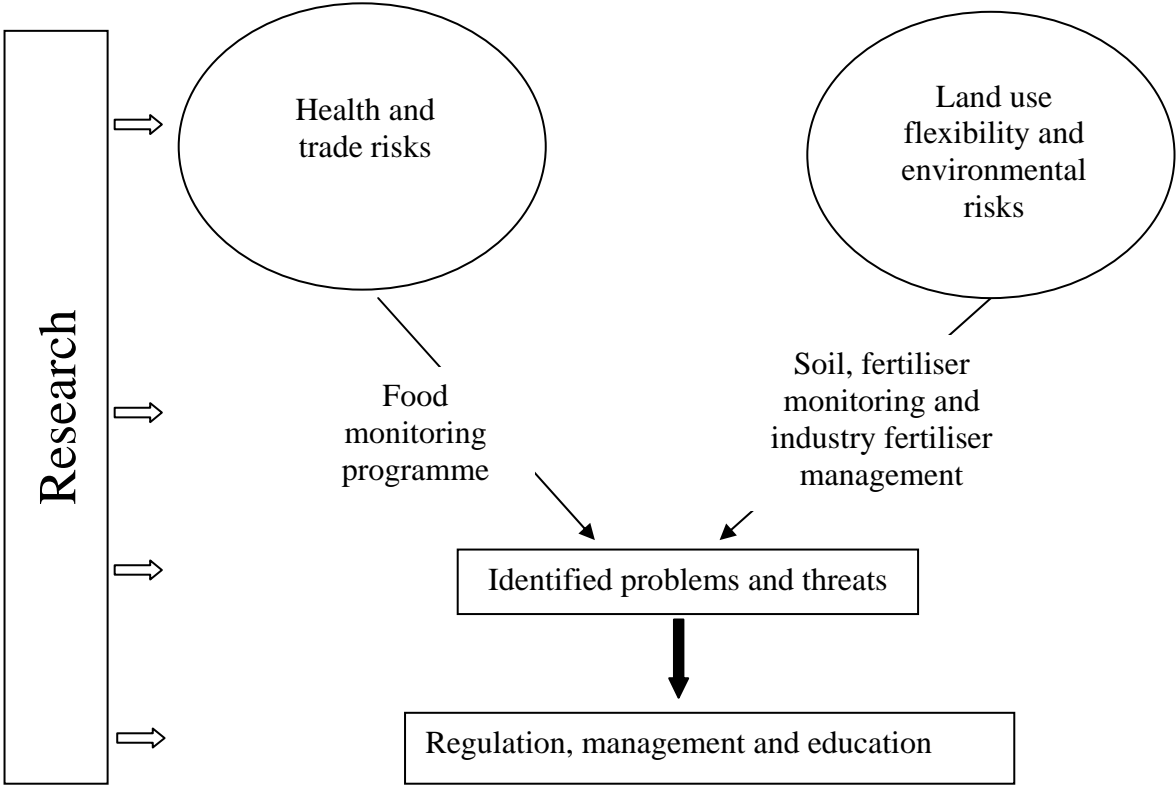 Research
Health and
trade risks
Land use
flexibility and
environmental
risks
Food
monitoring
programme
Soil, fertiliser
monitoring and
industry fertiliser
management
Identified problems and threats
Regulation, management and education